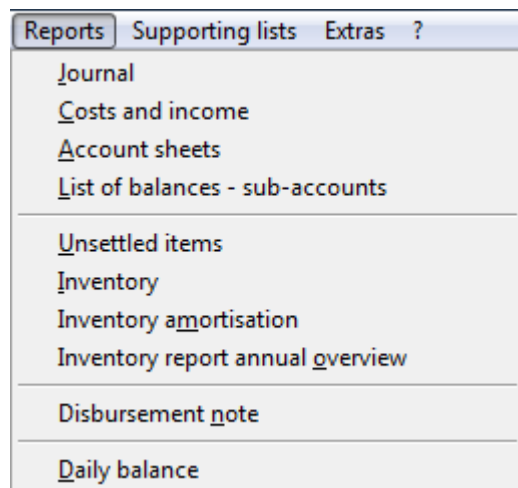 Reports Supporting lists Extras ?
Journal
Costs and income
Account sheets
List of balances - sub-accounts
Unsettled items
Inventory
Inventory amortisation
Inventory report annual overview
Disbursement note
Daily balance